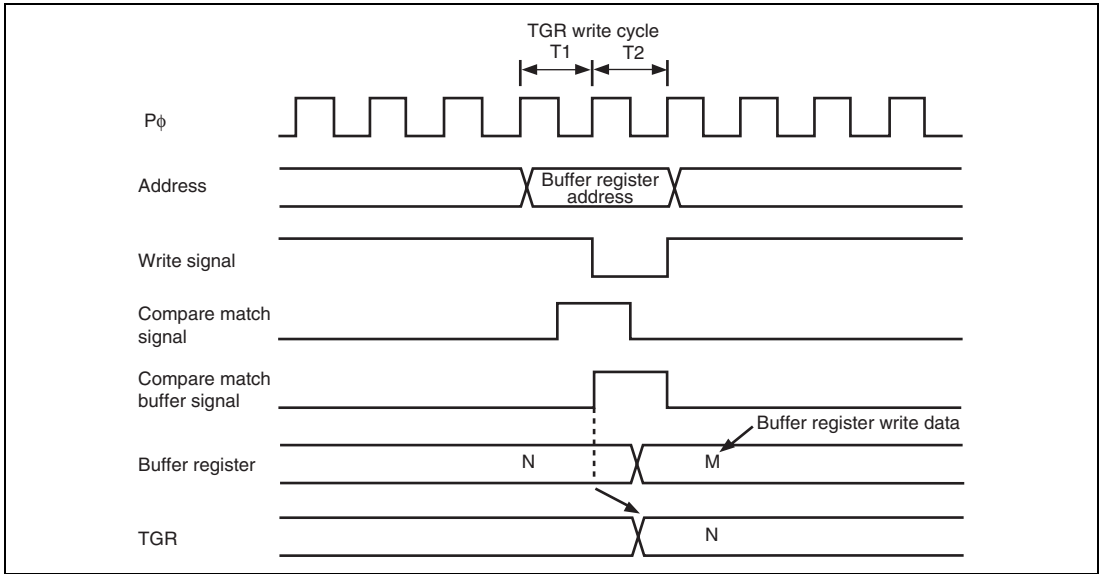 TGR write cycle
T1 T2
Pϕ
Address
Buffer register
address
Write signal
Compare match
signal
Compare match
buffer signal
Buffer register write data
Buffer register
N
M
TGR
N